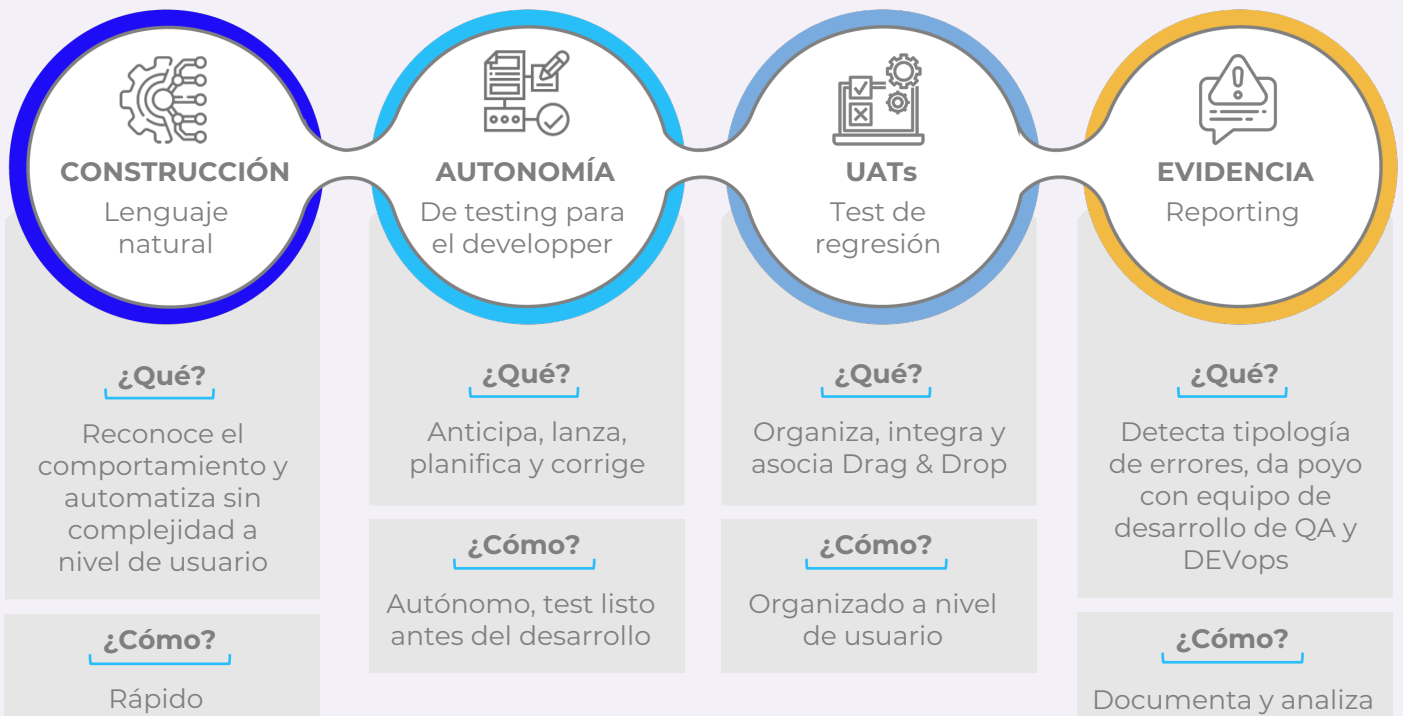 CONSTRUCCIÓN
Lenguaje
natural
¿Qué?
Reconoce el
comportamiento y
automatiza sin
complejidad a
nivel de usuario
¿Cómo?
Rápido
AUTONOMÍA
De testing para
el developper
¿Qué?
Anticipa, lanza,
planifica y corrige
¿Cómo?
Autónomo, test listo
antes del desarrollo
UATs
Test de
regresión
¿Qué?
Organiza, integra y
asocia Drag & Drop
¿Cómo?
Organizado a nivel
de usuario
EVIDENCIA
Reporting
¿Qué?
Detecta tipología
de errores, da poyo
con equipo de
desarrollo de QA y
DEVops
¿Cómo?
Documenta y analiza